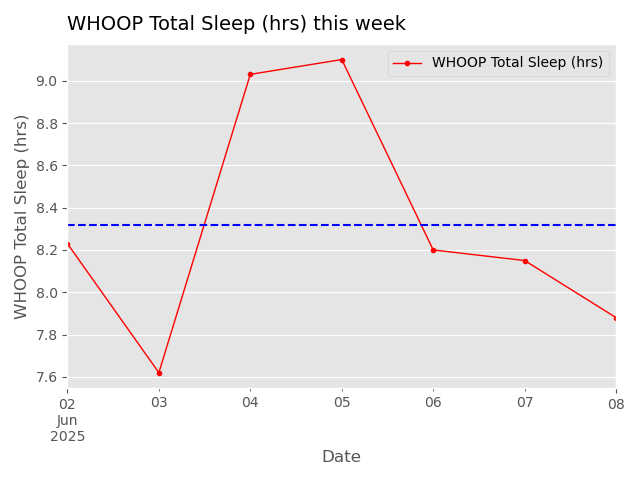 WHOOP Total Sleep (hrs) this week
WHOOP Total Sleep (hrs)
WHOOP Total Sleep (hrs)
9.0
8.8
8.6
8.4
8.2
8.0
7.8
7.6
02 03 04 05 06 07 08
Jun
2025
Date